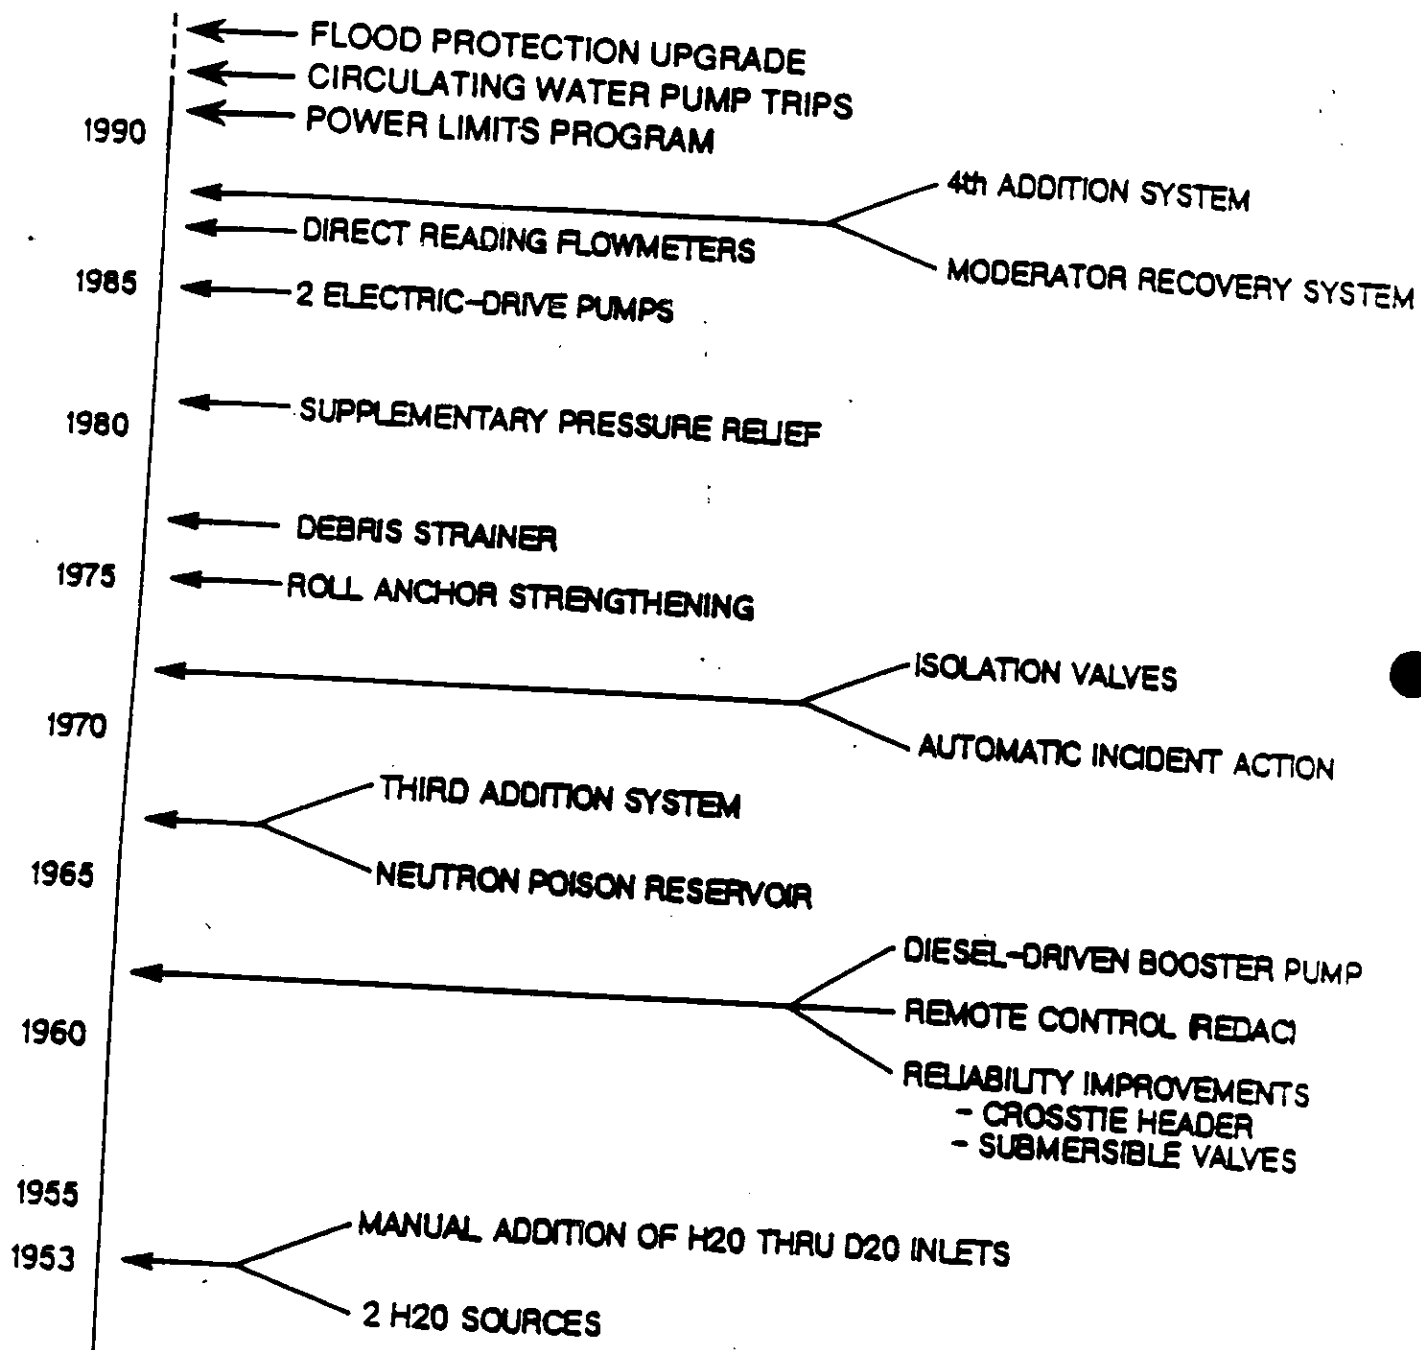 FLOOD PROTECTION UPGRADE
CIRCULATING WATER PUMP TRIPS
POWER LIMITS PROGRAM
1990
4th ADDITION SYSTEM
DIRECT READING FLOWMETERS
MODERATOR RECOVERY SYSTEM
1985
2 ELECTRIC-DRIVE PUMPS
SUPPLEMENTARY PRESSURE RELIEF
1980
DEBRIS STRAINER
1975
ROLL ANCHOR STRENGTHENING
ISOLATION VALVES
1970
AUTOMATIC INCIDENT ACTION
THIRD ADDITION SYSTEM
1965
NEUTRON POISON RESERVOIR
DIESEL-DRIVEN BOOSTER PUMP
REMOTE CONTROL (REDAC)
1960
RELIABILITY IMPROVEMENTS
- CROSSTIE HEADER
- SUBMERSIBLE VALVES
1955
MANUAL ADDITION OF H20 THRU D20 INLETS
1953
2 H20 SOURCES